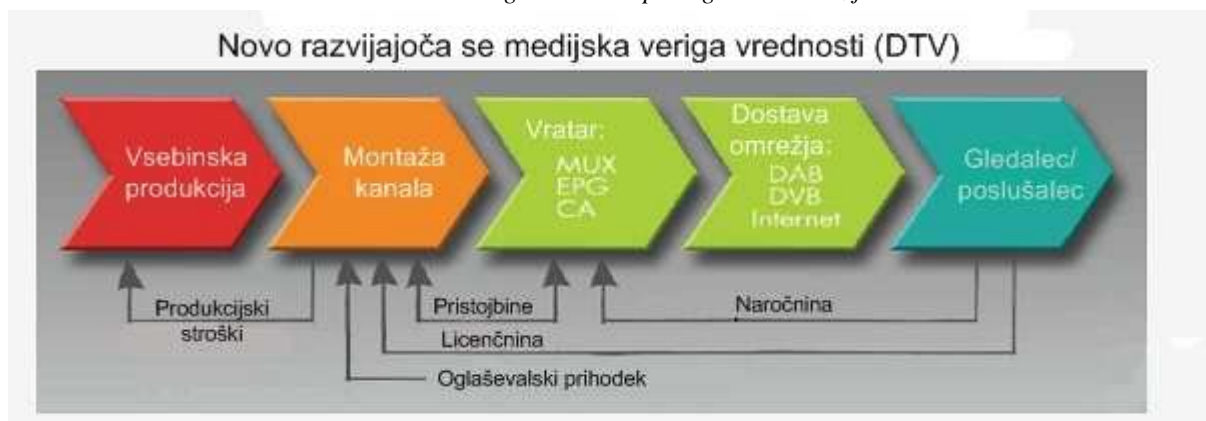 Novo razvijajoča se medijska veriga vrednosti (DTV)
Vsebinska
produkcija
Montaža
kanala
Vratar:
MUX
EPG
CA
Dostava
omrežja:
DAB
DVB
Internet
Gledalec/
poslušalec
Produkcijski
stroški
Pristojbine
Naročnina
Licenčnina
Oglaševalski prihodek